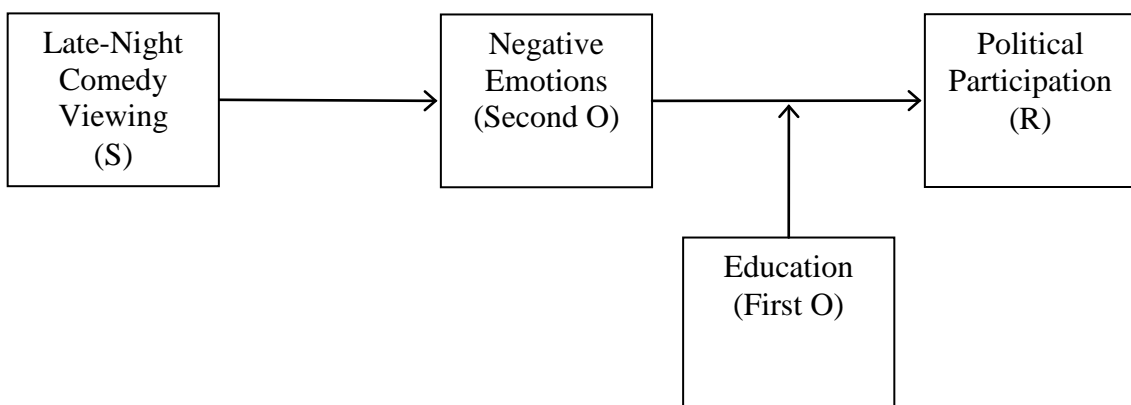 Late-Night
Comedy
Viewing
(S)
Negative
Emotions
(Second O)
Political
Participation
(R)
Education
(First O)